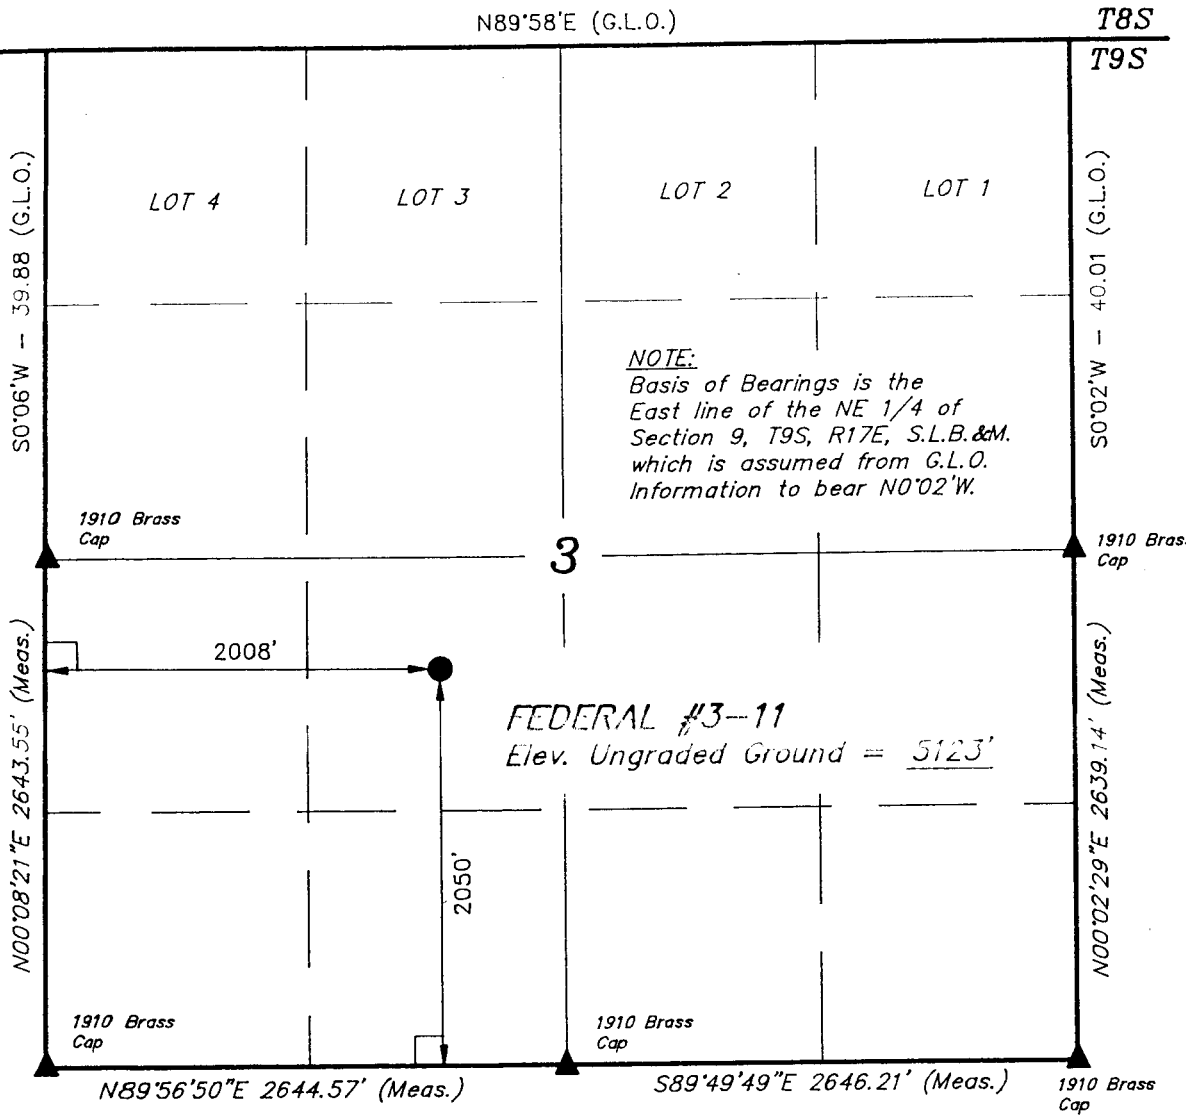 N89°58'E (G.L.O.)
T8S
T9S
S0°06'W – 39.88 (G.L.O.)
LOT 4
LOT 3
LOT 2
LOT 1
S0°02'W – 40.01 (G.L.O.)
NOTE:
Basis of Bearings is the
East line of the NE 1/4 of
Section 9, T9S, R17E, S.L.B.&M.
which is assumed from G.L.O.
Information to bear N0°02'W.
1910 Brass
Cap
3
1910 Bras
Cap
2008'
N00°08'21"E 2643.55' (Meas.)
FEDERAL #3-11
Elev. Ungraded Ground = 5123'
N00°02'29"E 2639.14' (Meas.)
2050'
1910 Brass
Cap
1910 Brass
Cap
N89°56'50"E 2644.57' (Meas.)
S89°49'49"E 2646.21' (Meas.)
1910 Brass
Cap